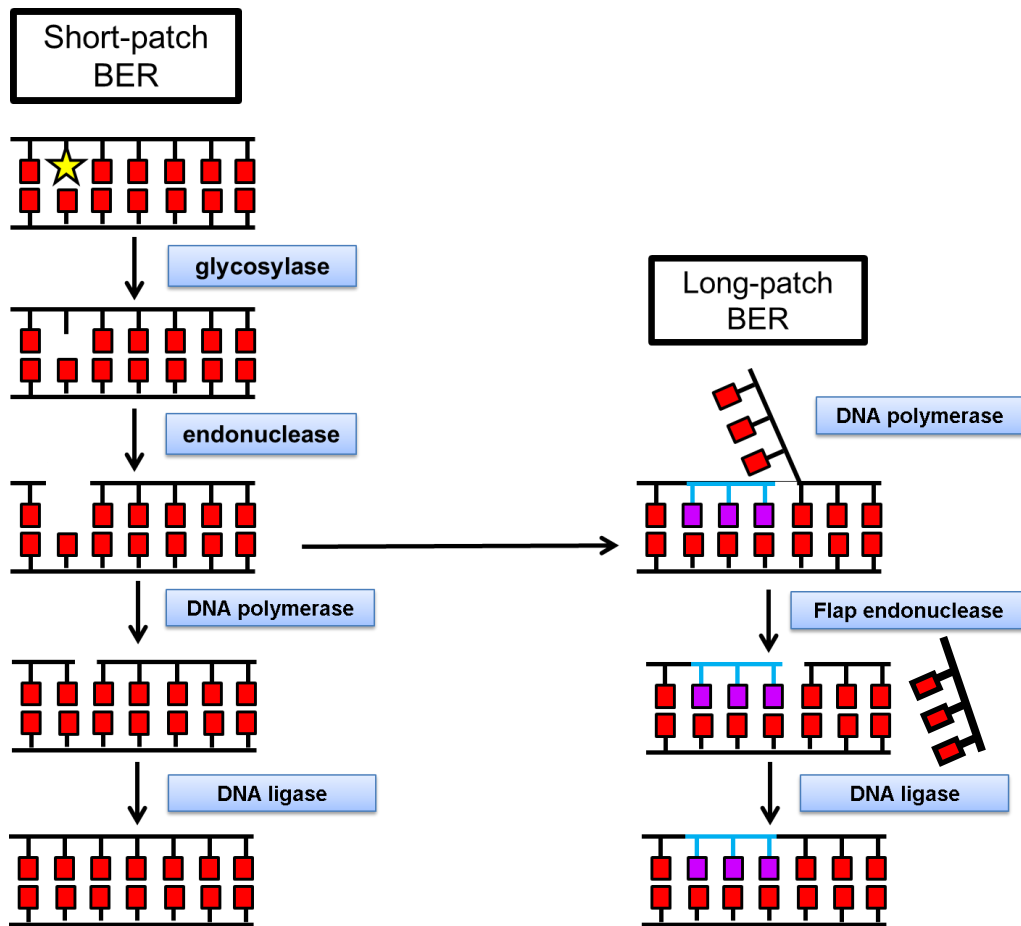 Short-patch
BER
glycosylase
endonuclease
DNA polymerase
DNA ligase
Long-patch
BER
DNA polymerase
Flap endonuclease
DNA ligase